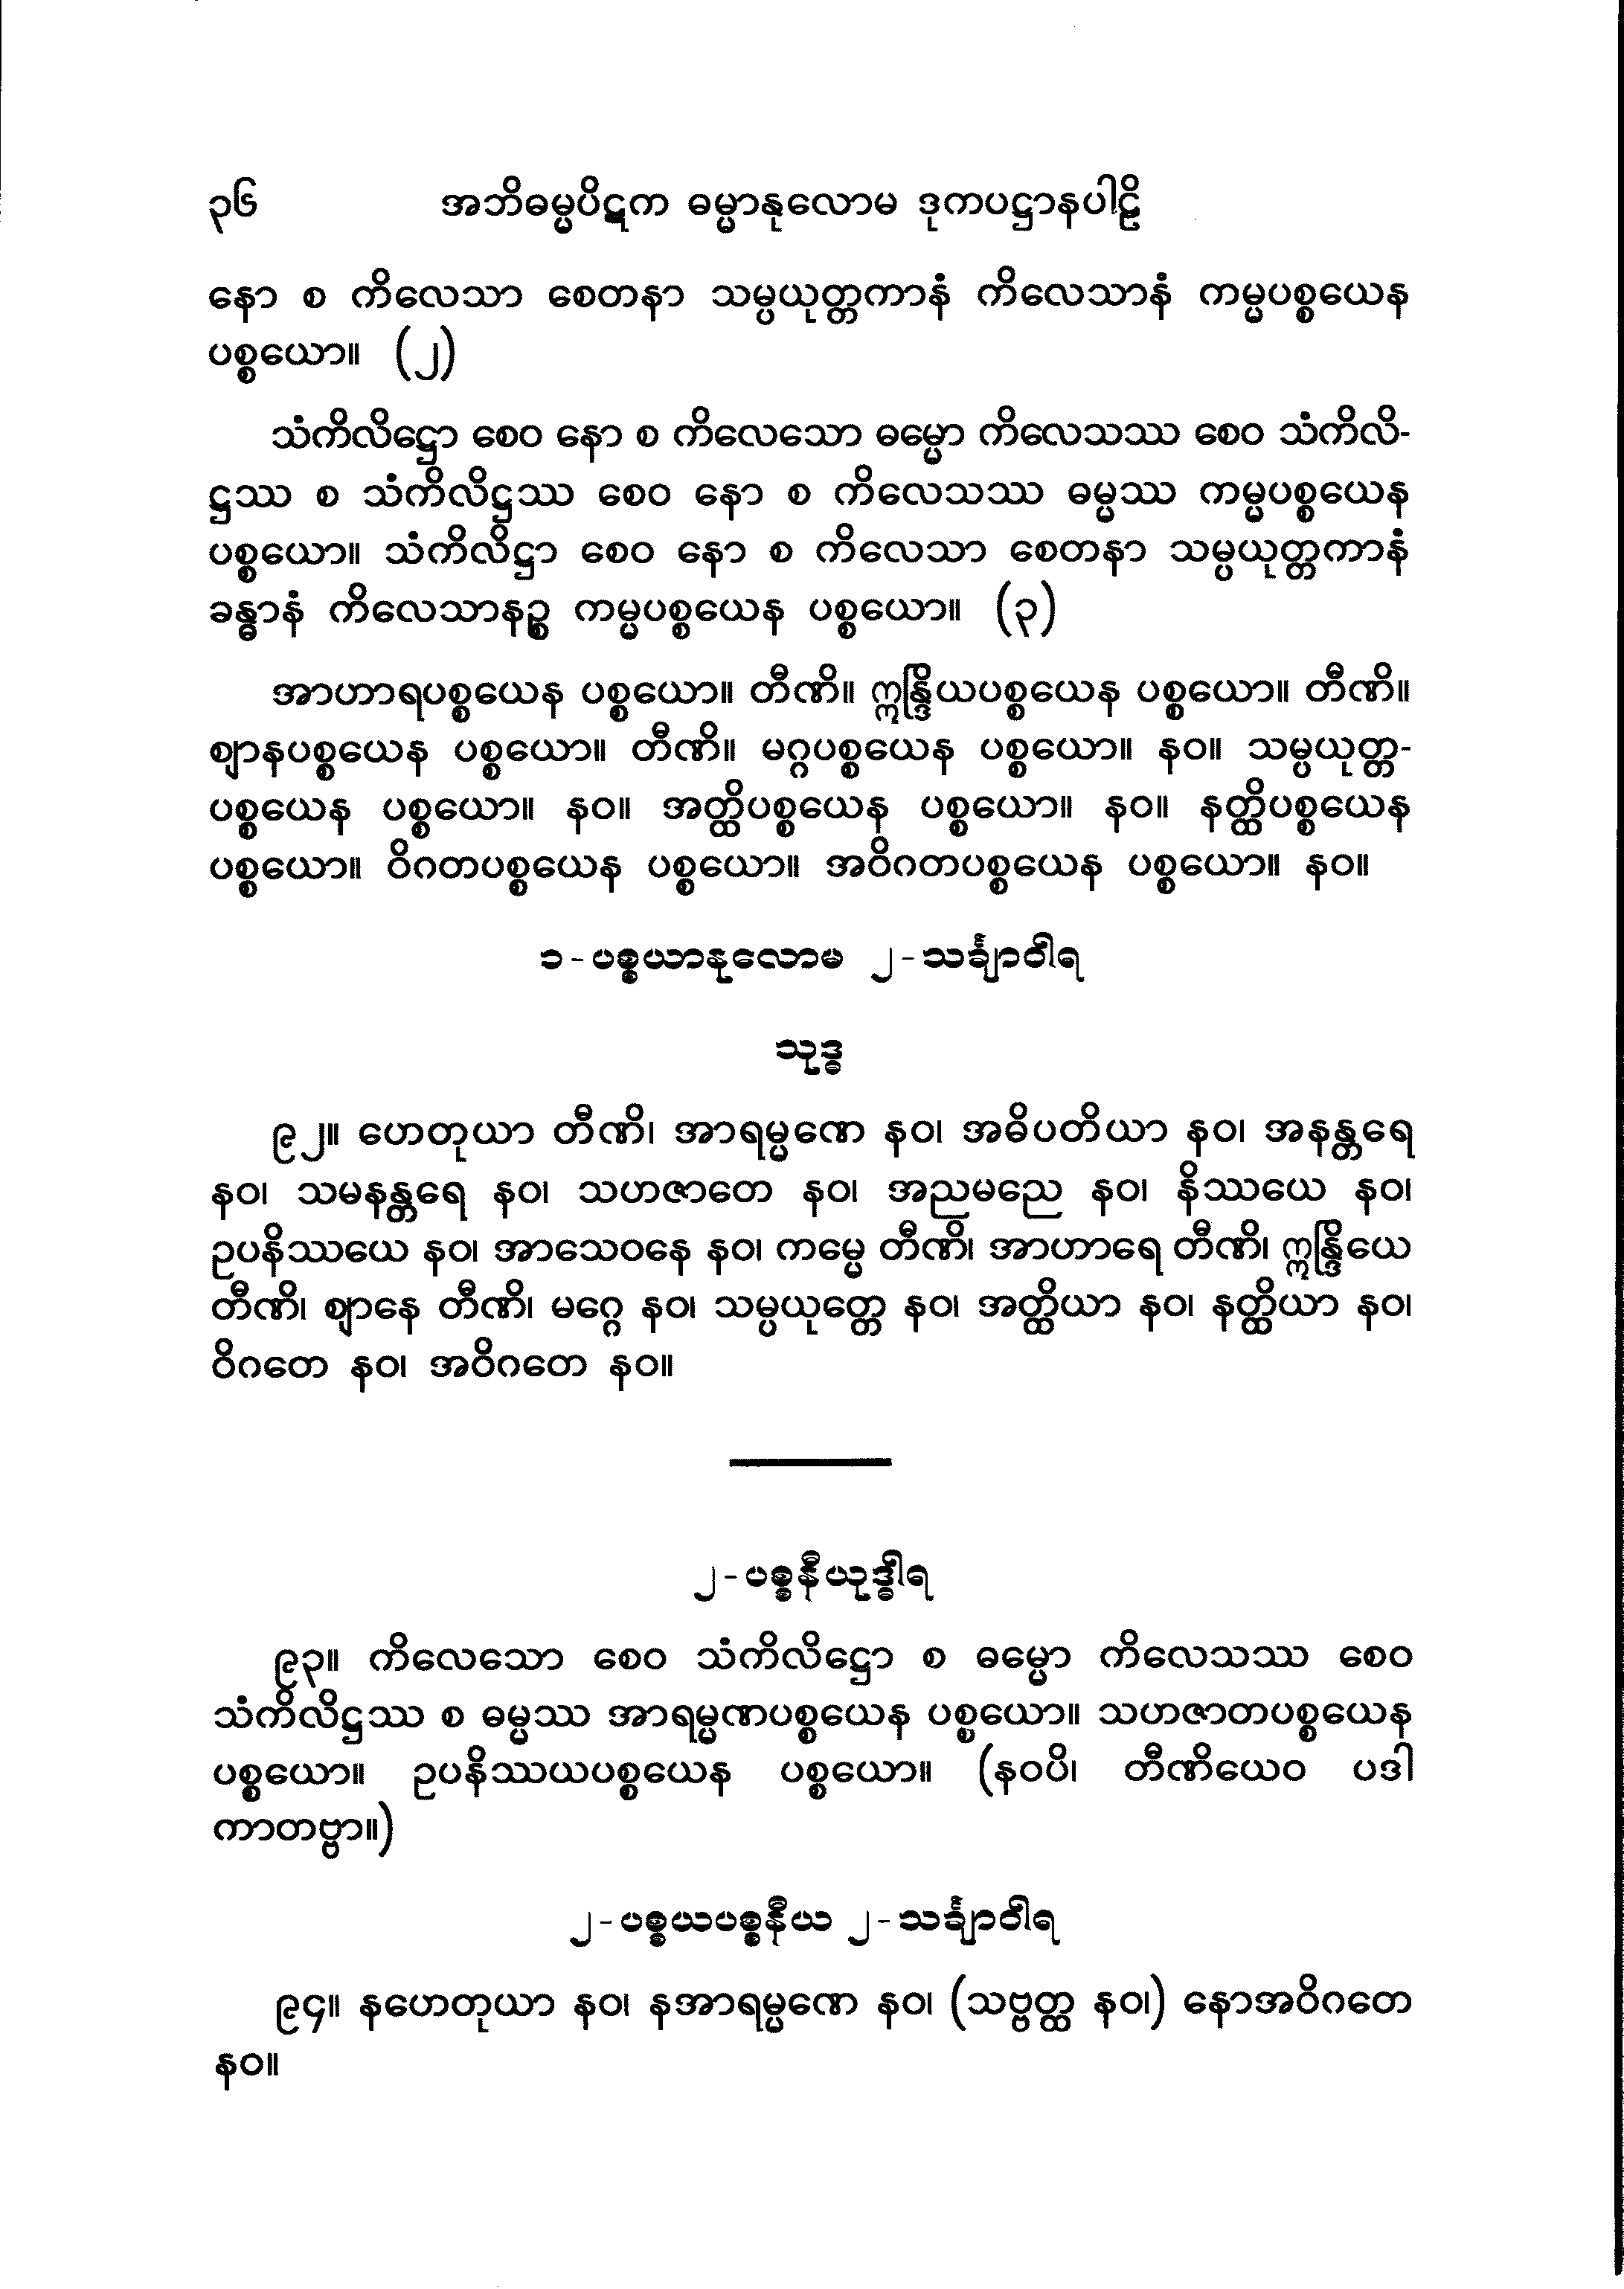 ၃၆ အဘိဓမ္မပိဋက ဓမ္မာနုလောမ ဒုကပဋ္ဌာနပါဠိ
နော စ ကိလေသာ စေတနာ သမ္ပယုတ္တကာနံ ကိလေသာနံ ကမ္မပစ္စယေန
ပစ္စယော။ (၂)
သံကိလိဋ္ဌော စေဝ နော စ ကိလေသော ဓမ္မော ကိလေသဿ စေဝ သံကိလိ-
ဋ္ဌဿ စ သံကိလိဋ္ဌဿ စေဝ နော စ ကိလေသဿ ဓမ္မဿ ကမ္မပစ္စယေန
ပစ္စယော။ သံကိလိဋ္ဌာ စေဝ နော စ ကိလေသာ စေတနာ သမ္ပယုတ္တကာနံ
ခန္ဓာနံ ကိလေသာနဉ္စ ကမ္မပစ္စယေန ပစ္စယော။ (၃)
အာဟာရပစ္စယေန ပစ္စယော။ တီဏိ။ ဣန္ဒြိယပစ္စယေန ပစ္စယော။ တီဏိ။
ဈာနပစ္စယေန ပစ္စယော။ တီဏိ။ မဂ္ဂပစ္စယေန ပစ္စယော။ နဝ။ သမ္ပယုတ္တ-
ပစ္စယေန ပစ္စယော။ နဝ။ အတ္ထိပစ္စယေန ပစ္စယော။ နဝ။ နတ္ထိပစ္စယေန
ပစ္စယော။ ဝိဂတပစ္စယေန ပစ္စယော။ အဝိဂတပစ္စယေန ပစ္စယော။ နဝ။
၁-ပစ္စယာနုလောမ ၂-သင်္ချာဝါရ
သုဒ္ဓ
၉၂။ ဟေတုယာ တီဏိ၊ အာရမ္မဏေ နဝ၊ အဓိပတိယာ နဝ၊ အနန္တရေ
နဝ၊ သမနန္တရေ နဝ၊ သဟဇာတေ နဝ၊ အညမညေ နဝ၊ နိဿယေ နဝ၊
ဥပနိဿယေ နဝ၊ အာသေဝနေ နဝ၊ ကမ္မေ တီဏိ၊ အာဟာရေ တီဏိ၊ ဣန္ဒြိယေ
တီဏိ၊ ဈာနေ တီဏိ၊ မဂ္ဂေ နဝ၊ သမ္ပယုတ္တေ နဝ၊ အတ္ထိယာ နဝ၊ နတ္ထိယာ နဝ၊
ဝိဂတေ နဝ၊ အဝိဂတေ နဝ။
၂-ပစ္စနီယုဒ္ဓါရ
၉၃။ ကိလေသော စေဝ သံကိလိဋ္ဌော စ ဓမ္မော ကိလေသဿ စေဝ
သံကိလိဋ္ဌဿ စ ဓမ္မဿ အာရမ္မဏပစ္စယေန ပစ္စယော။ သဟဇာတပစ္စယေန
ပစ္စယော။ ဥပနိဿယပစ္စယေန ပစ္စယော။ (နဝပိ၊ တီဏိယေဝ ပဒါ
ကာတဗ္ဗာ။)
၂-ပစ္စယပစ္စနီယ ၂-သင်္ချာဝါရ
၉၄။ နဟေတုယာ နဝ၊ နအာရမ္မဏေ နဝ၊ (သဗ္ဗတ္ထ နဝ၊) နောအဝိဂတေ
နဝ။